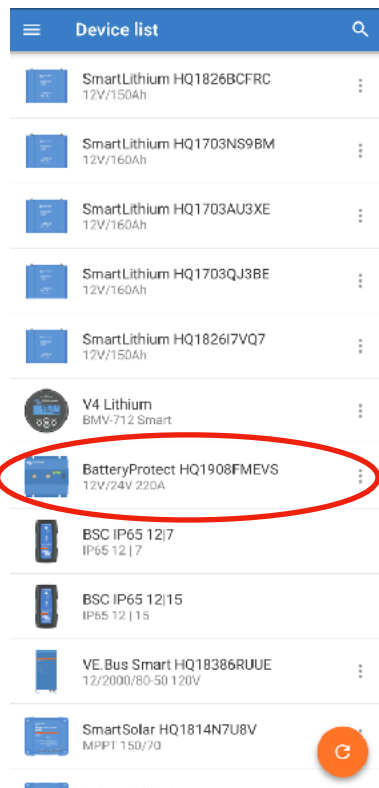 Device list
SmartLithium HQ1826BCFRC
12V/150Ah
SmartLithium HQ1703NS9BM
12V/160Ah
SmartLithium HQ1703AU3XE
12V/160Ah
SmartLithium HQ1703QJ3BE
12V/160Ah
SmartLithium HQ1826I7VQ7
12V/150Ah
V4 Lithium
BMV-712 Smart
BatteryProtect HQ1908FMEVS
12V/24V 220A
BSC IP65 12|7
IP65 12 | 7
BSC IP65 12|15
IP65 12 | 15
VE.Bus Smart HQ18386RUUE
12/2000/80-50 120V
SmartSolar HQ1814N7U8V
MPPT 150/70